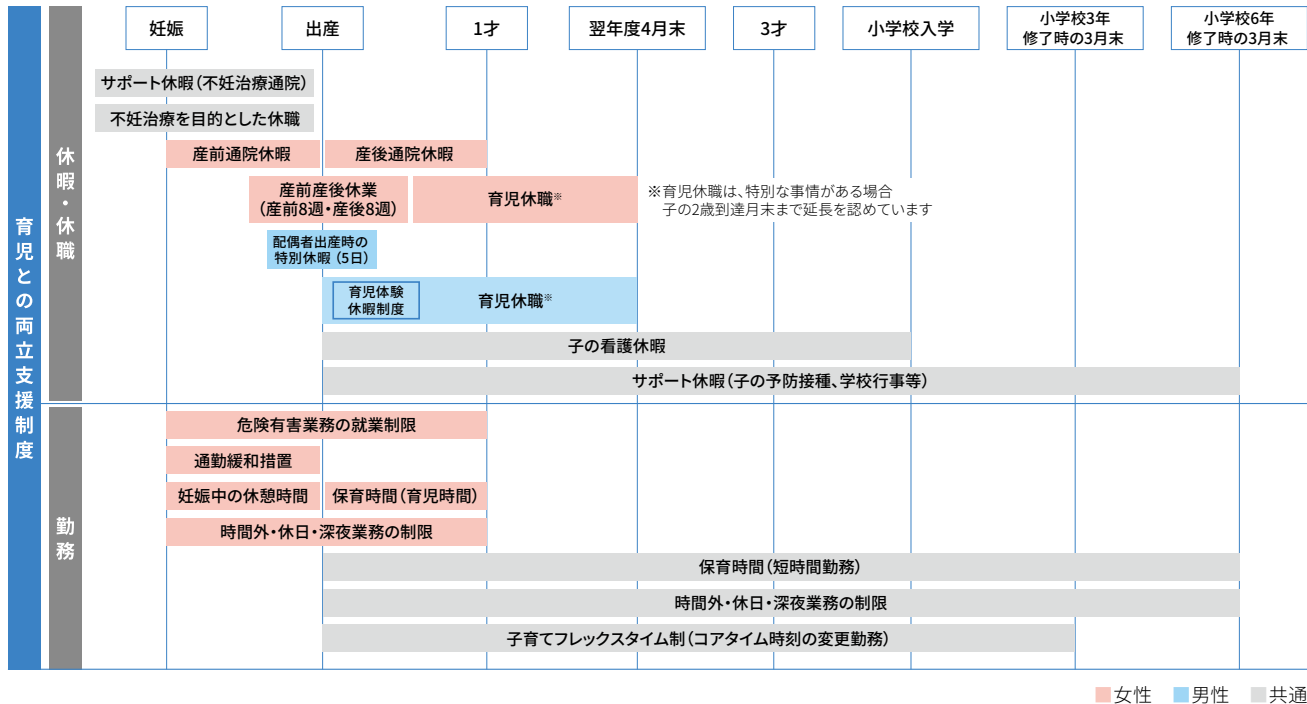 妊娠
出産
1才
翌年度4月末
3才
小学校入学
小学校3年
修了時の3月末
小学校6年
修了時の3月末
育児との両立支援制度
休暇・休職
サポート休暇(不妊治療通院)
不妊治療を目的とした休職
産前通院休暇
産後通院休暇
産前産後休業
(産前8週・産後8週)
育児休職※
※育児休職は、特別な事情がある場合
子の2歳到達月末まで延長を認めています
配偶者出産時の
特別休暇(5日)
育児体験
休暇制度
育児休職※
子の看護休暇
サポート休暇(子の予防接種、学校行事等)
勤務
危険有害業務の就業制限
通勤緩和措置
妊娠中の休憩時間
保育時間(育児時間)
時間外・休日・深夜業務の制限
保育時間(短時間勤務)
時間外・休日・深夜業務の制限
子育てフレックスタイム制(コアタイム時刻の変更勤務)
女性
男性
共通